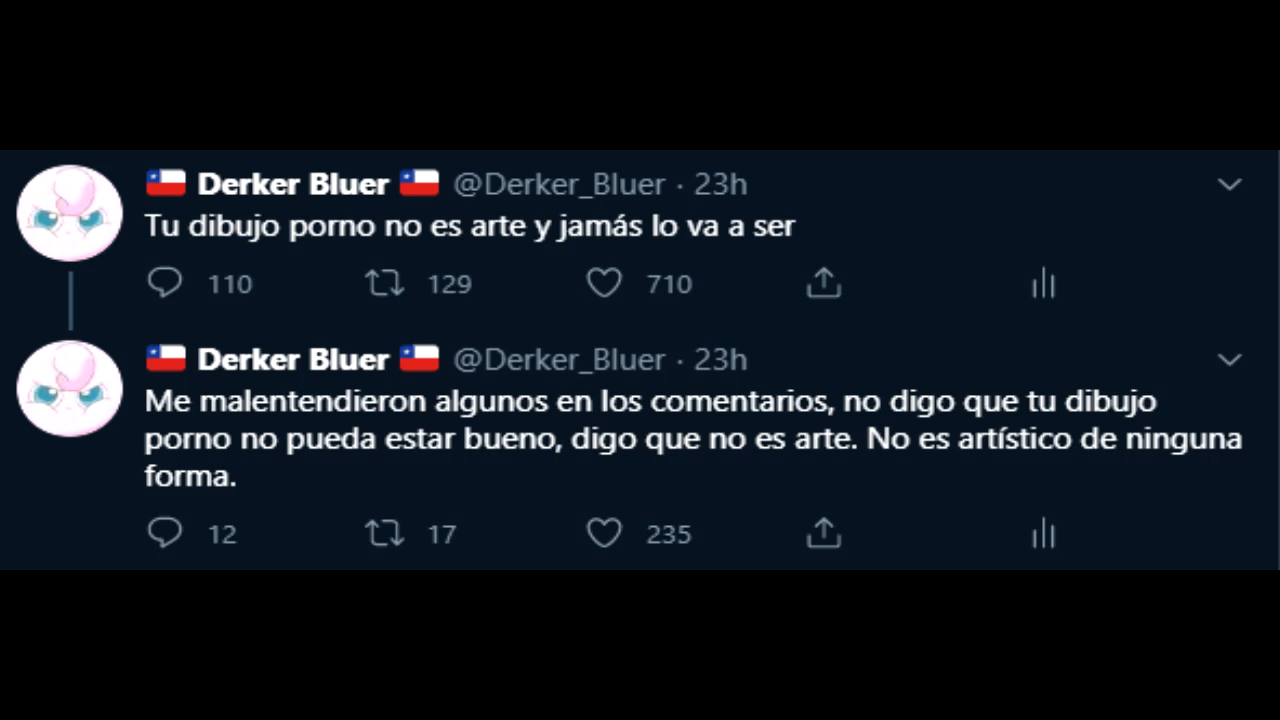 🇨🇱 Derker Bluer 🇨🇱 @Derker_Bluer · 23h
Tu dibujo porno no es arte y jamás lo va a ser
110 129 710
🇨🇱 Derker Bluer 🇨🇱 @Derker_Bluer · 23h
Me malentendieron algunos en los comentarios, no digo que tu dibujo
porno no pueda estar bueno, digo que no es arte. No es artístico de ninguna
forma.
12 17 235